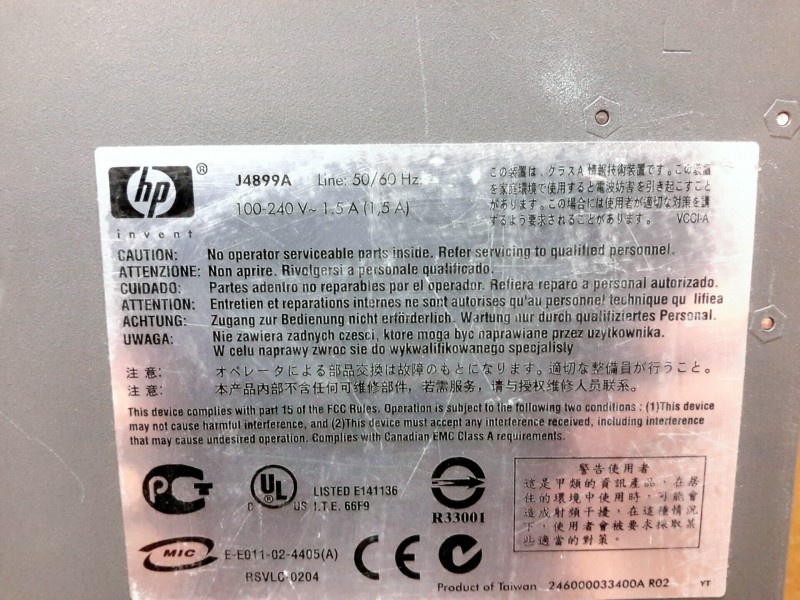 hp ®
invent
J4899A Line: 50/60 Hz,
100-240 V~ 1.5 A (1,5 A)
この装置は、クラスA情報技術装置です。この装置
を家庭環境で使用すると電波妨害を引き起こすこと
があります。この場合には使用者が適切な対策を講
するよう要求されることがあります。 VCCI-A
CAUTION: No operator serviceable parts inside. Refer servicing to qualified personnel.
ATTENZIONE: Non aprire. Rivolgersi a personale qualificado.
CUIDADO: Partes adentro no reparables por el operador. Refiera reparo a personal autorizado.
ATTENTION: Entretien et reparations internes ne sont autorises qu'au personnel technique qu lifiea
ACHTUNG: Zugang zur Bedienung nicht erförderlich. Wartung nur durch qualifiziertes Personal.
UWAGA: Nie zawiera zadnych czesci, ktore moga byc naprawiane przez uzytkownika.
W celu naprawy zwroc sie do wykwalifikowanego specjalisty
注意: オペレータによる部品交換は故障のもとになります。適切な整備員が行うこと。
注意: 本产品内部不含任何可维修部件，若需服务，请与授权维修人员联系。
This device complies with part 15 of the FCC Rules. Operation is subject to the following two conditions : (1)This device
may not cause harmful interference, and (2)This device must accept any interference received, including interference
that may cause undesired operation. Complies with Canadian EMC Class A requirements.
PCT
C UL US ®
LISTED E141136
I.T.E. 66F9
R33001
警告使用者
這是甲類的資訊產品，在居
住的環境中使用時，可能會
造成射頻干擾，在這種情況
下，使用者會被要求採取某
些適當的對策。
MIC
E-E011-02-4405(A)
RSVLC-0204
CE
Product of Taiwan 246000033400A R02 YT